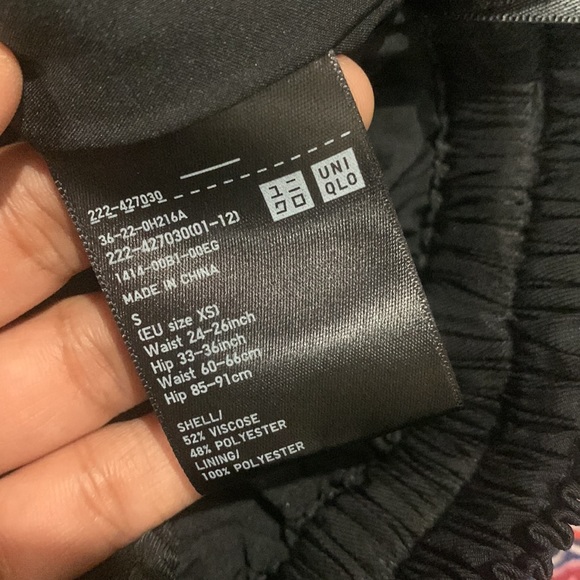 222-427030
36-22-0H216A
222-427030(01-12)
1414-00B1-00EG
MADE IN CHINA
S
(EU size XS)
Waist 24-26inch
Hip 33-36inch
Waist 60-66cm
Hip 85-91cm
SHELL/
52% VISCOSE
48% POLYESTER
LINING/
100% POLYESTER
ユニ
クロ
UNI
QLO